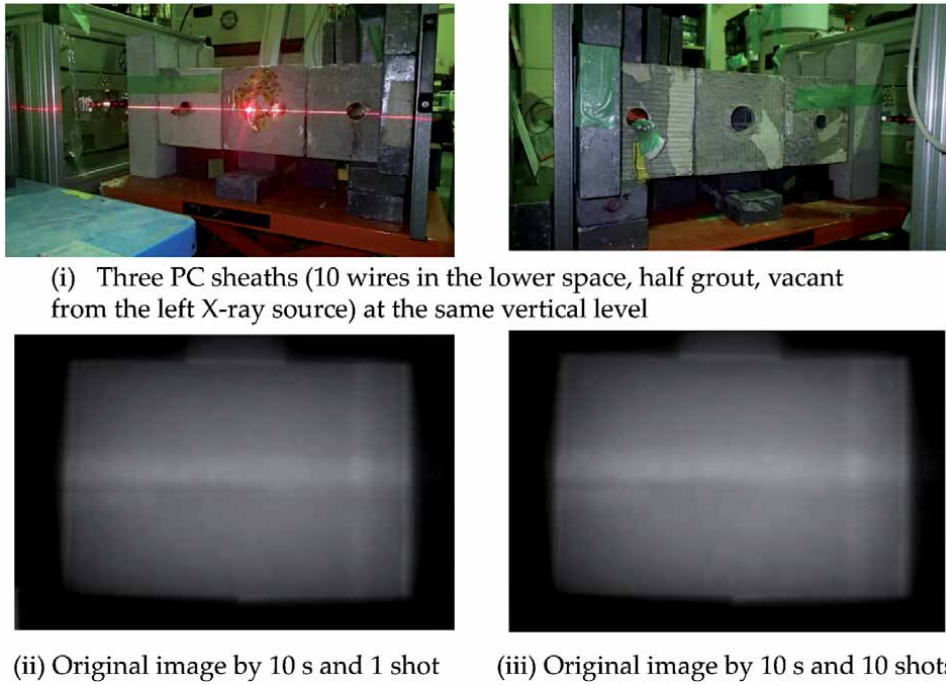 (i) Three PC sheaths (10 wires in the lower space, half grout, vacant
from the left X-ray source) at the same vertical level
(ii) Original image by 10 s and 1 shot
(iii) Original image by 10 s and 10 shots